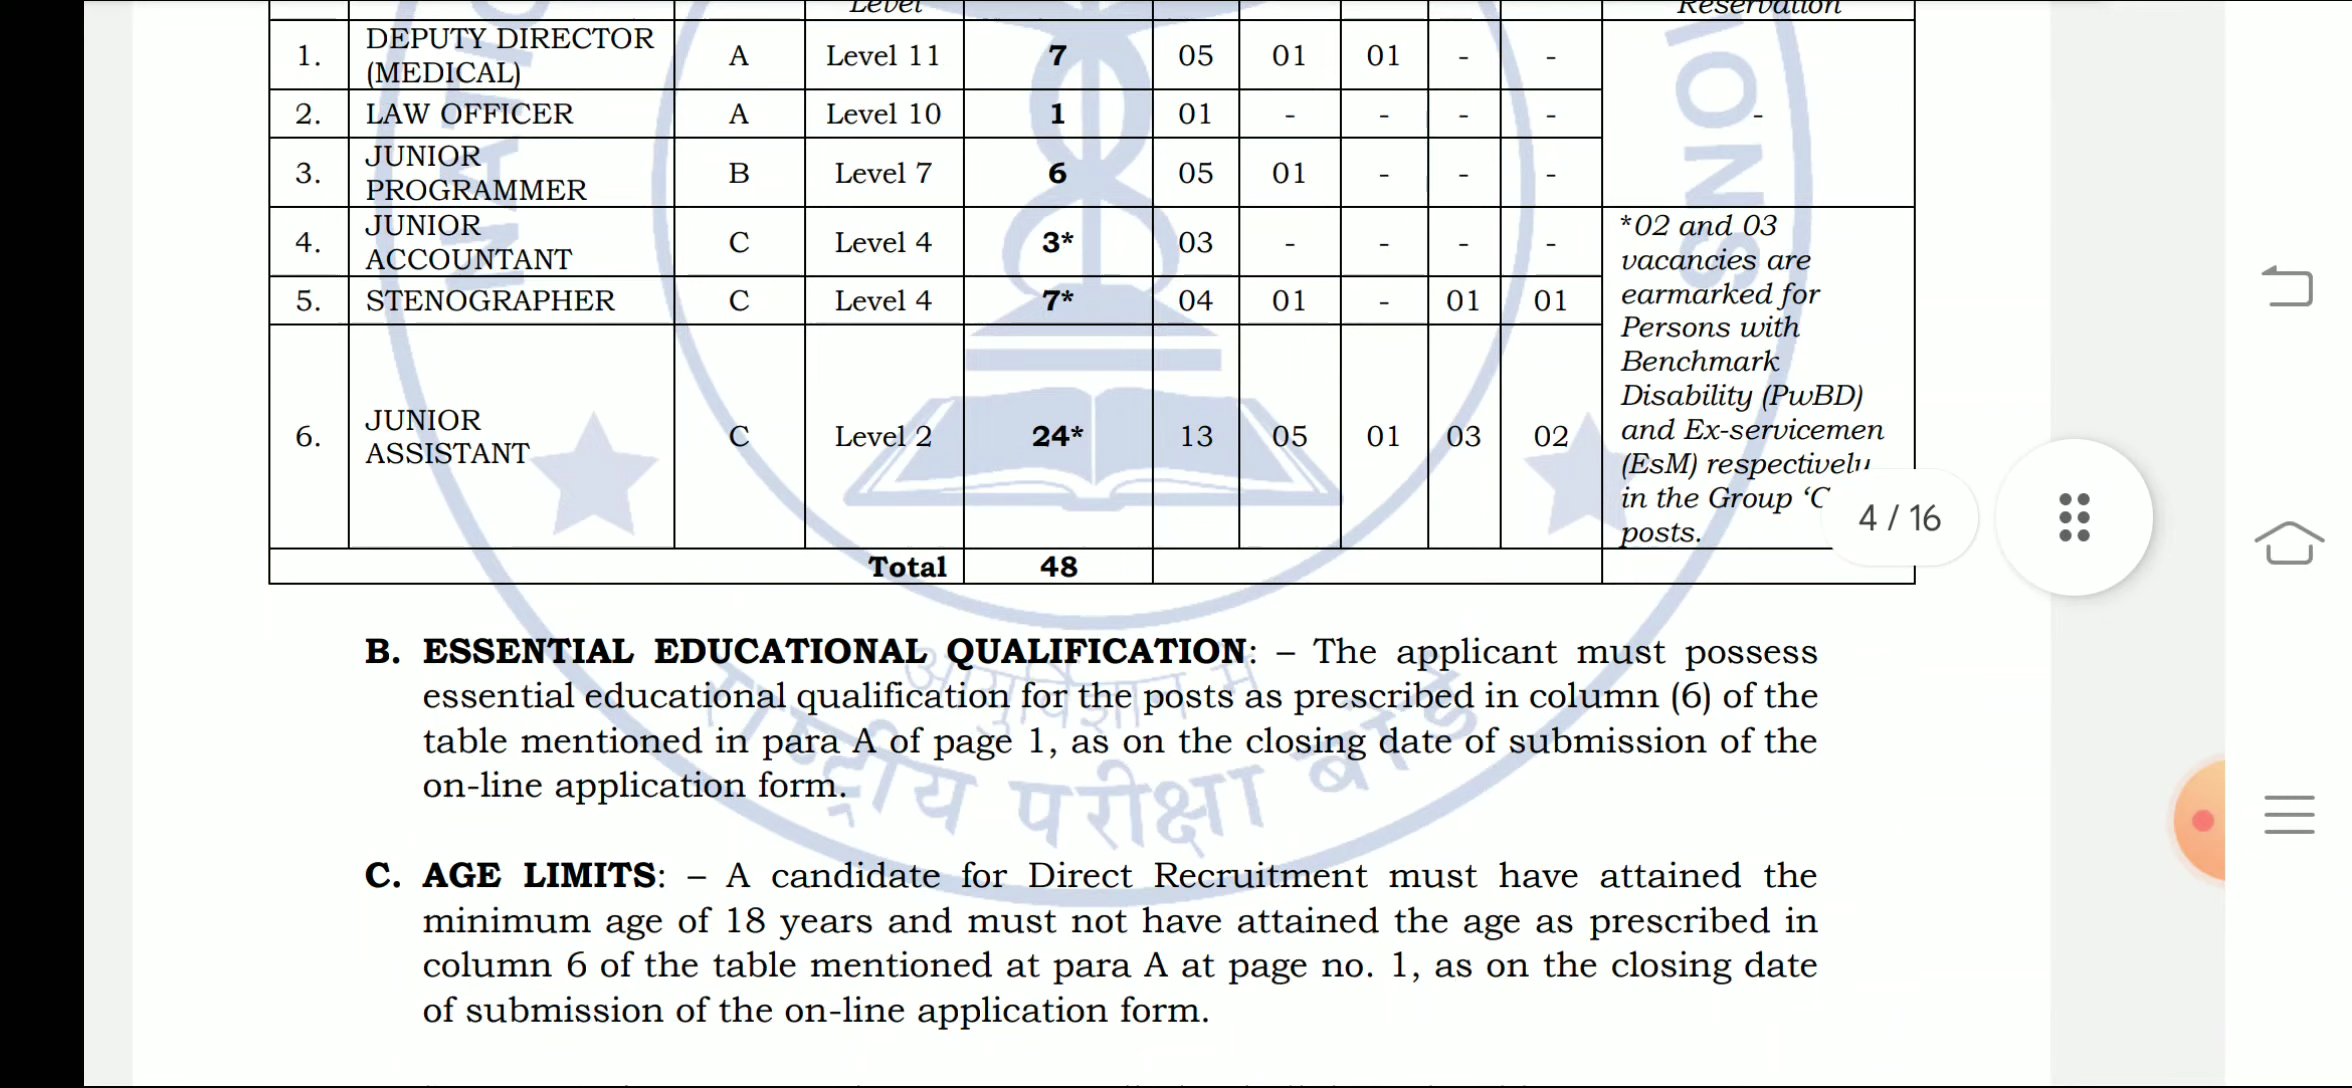 Level Reservation
1. DEPUTY DIRECTOR (MEDICAL) A Level 11 7 05 01 01 - -
2. LAW OFFICER A Level 10 1 01 - - - - -
3. JUNIOR PROGRAMMER B Level 7 6 05 01 - - -
4. JUNIOR ACCOUNTANT C Level 4 3* 03 - - - -
5. STENOGRAPHER C Level 4 7* 04 01 - 01 01
6. JUNIOR ASSISTANT C Level 2 24* 13 05 01 03 02
*02 and 03
vacancies are
earmarked for
Persons with
Benchmark
Disability (PwBD)
and Ex-servicemen
(EsM) respectively
in the Group ‘C
posts.
4 / 16
Total 48
B. ESSENTIAL EDUCATIONAL QUALIFICATION: – The applicant must possess
essential educational qualification for the posts as prescribed in column (6) of the
table mentioned in para A of page 1, as on the closing date of submission of the
on-line application form.
C. AGE LIMITS: – A candidate for Direct Recruitment must have attained the
minimum age of 18 years and must not have attained the age as prescribed in
column 6 of the table mentioned at para A at page no. 1, as on the closing date
of submission of the on-line application form.
NATIO
IONS
आयुर्विज्ञान में
राष्ट्रीय परीक्षा बोर्ड